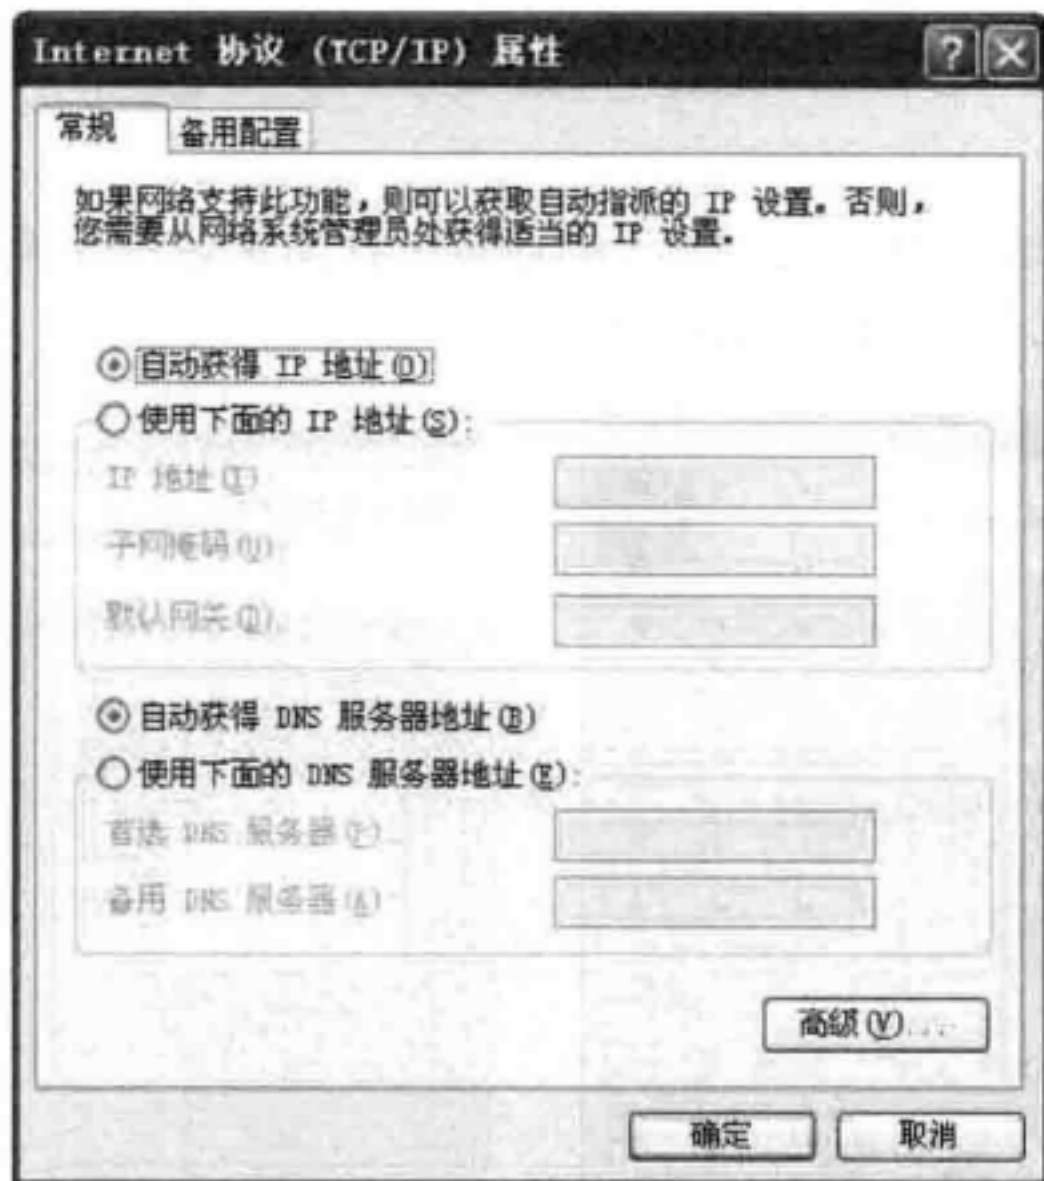 Internet 协议 (TCP/IP) 属性
常规
备用配置
如果网络支持此功能，则可以获取自动指派的 IP 设置。否则，
您需要从网络系统管理员处获得适当的 IP 设置。
自动获得 IP 地址(O)
使用下面的 IP 地址(S):
IP 地址(I)
子网掩码(U):
默认网关(D):
自动获得 DNS 服务器地址(B)
使用下面的 DNS 服务器地址(E):
首选 DNS 服务器(P)
备用 DNS 服务器(A)
高级(V)...
确定
取消